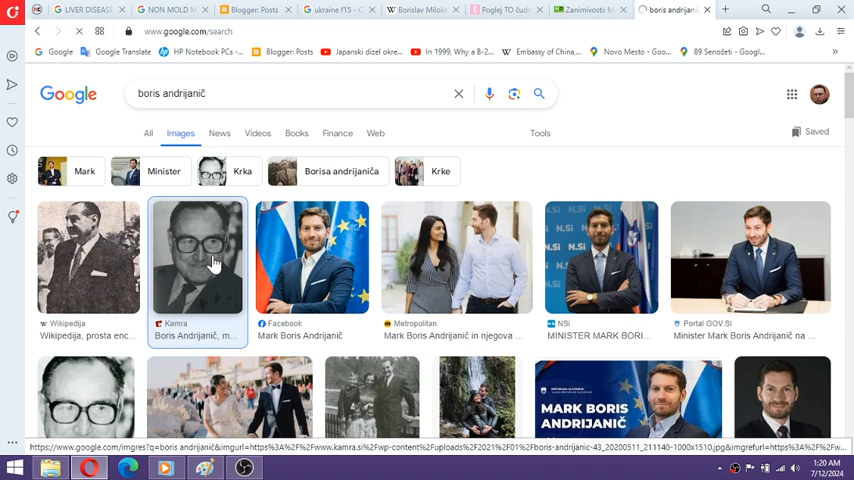 LIVER DISEASE
NON MOLD M
Blogger: Posts
ukraine f15 - G
Borislav Miloše
Poglej TO čudo
Zanimivosti: M
boris andrijanič
www.google.com/search
Google
Google Translate
HP Notebook PCs -...
Blogger: Posts
Japanski dizel okre...
In 1999, Why a B-2...
Embassy of China,...
Novo Mesto - Goo...
89 Senožeti - Googl...
Google
boris andrijanič
All
Images
News
Videos
Books
Finance
Web
Tools
Saved
Mark
Minister
Krka
Borisa andrijaniča
Krke
N.Si
Wikipedija
Kamra
Facebook
Metropolitan
NSi
Portal GOV.SI
Wikipedija, prosta enc...
Boris Andrijanič, m...
Mark Boris Andrijanič
Mark Boris Andrijanič in njegova ...
MINISTER MARK BORI...
Minister Mark Boris Andrijanič na ...
MARK BORIS
ANDRIJANIČ
https://www.google.com/imgres?q=boris andrijanič&imgurl=https%3A%2F%2Fwww.kamra.si%2Fwp-content%2Fuploads%2F2021%2F01%2Fboris-andrijanic-43_20200511_211140-1000x1510.jpg&imgrefurl=https%3A%2F%2Fw...
1:20 AM
7/12/2024